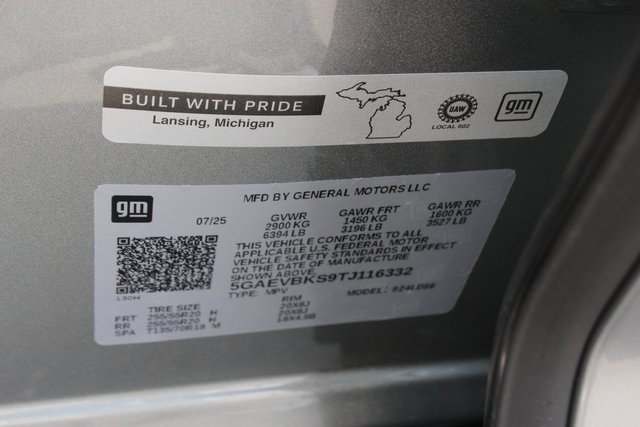 BUILT WITH PRIDE
Lansing, Michigan
UAW
LOCAL 602
gm
gm
MFD BY GENERAL MOTORS LLC
07/25
GVWR GAWR FRT GAWR RR
2900 KG 1450 KG 1600 KG
6394 LB 3196 LB 3527 LB
THIS VEHICLE CONFORMS TO ALL
APPLICABLE U.S. FEDERAL MOTOR
VEHICLE SAFETY STANDARDS IN EFFECT
ON THE DATE OF MANUFACTURE
SHOWN ABOVE.
5GAEVBKS9TJ116332
TYPE: MPV MODEL:
TIRE SIZE RIM
FRT 255/55R20 H 20X8J
RR 255/55R20 H 20X8J
SPA T135/70R18 M 18X4.5B